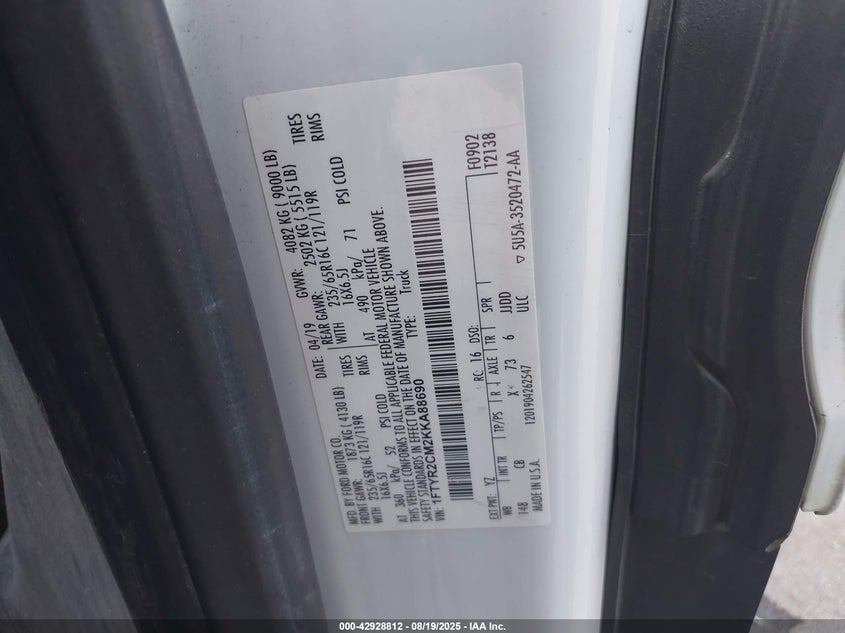 MFD. BY FORD MOTOR CO. DATE: 04/19 GVWR: 4082 KG ( 9000 LB)
FRONT GAWR: 1873 KG ( 4130 LB) REAR GAWR: 2502 KG ( 5515 LB)
WITH 235/65R16C 121/119R TIRES WITH 235/65R16C 121/119R TIRES
16X6.5J RIMS 16X6.5J RIMS
AT 360 kPa/ 52 PSI COLD AT 490 kPa/ 71 PSI COLD
THIS VEHICLE CONFORMS TO ALL APPLICABLE FEDERAL MOTOR VEHICLE
SAFETY STANDARDS IN EFFECT ON THE DATE OF MANUFACTURE SHOWN ABOVE.
VIN: 1FTYR2CM2KKA88690 TYPE: Truck
F0902
T2138
EXT PNT: YZ RC: 16 DSO:
WB INT TR TP/PS R AXLE TR SPR
148 CB X< 73 6 JJDD
ULC
MADE IN U.S.A. 1201904262547 ▽ 5U5A-3520472-AA
000-42928812 - 08/19/2025 - IAA Inc.